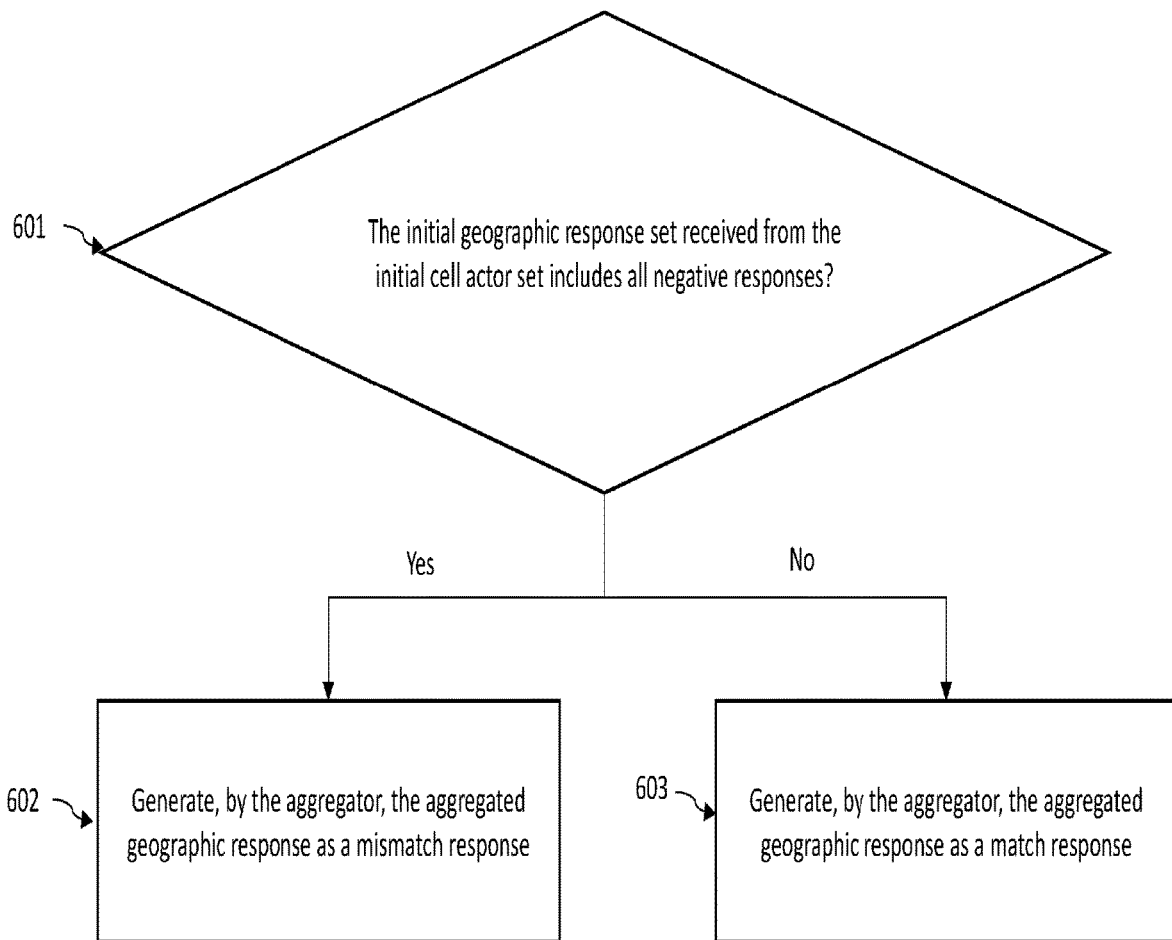 The initial geographic response set received from the
initial cell actor set includes all negative responses?
601
Yes
No
602
Generate, by the aggregator, the aggregated
geographic response as a mismatch response
603
Generate, by the aggregator, the aggregated
geographic response as a match response